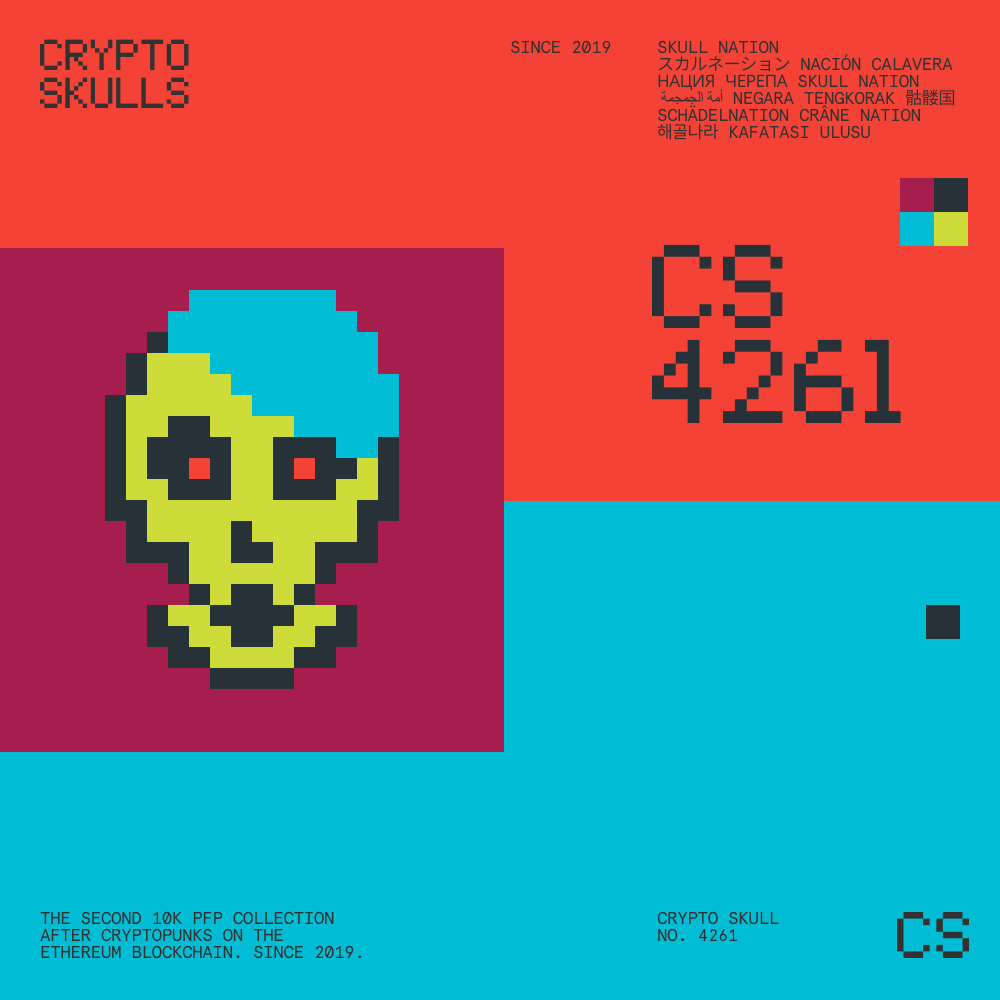 CRYPTO
SKULLS
SINCE 2019
SKULL NATION
スカルネーション NACIÓN CALAVERA
НАЦИЯ ЧЕРЕПА SKULL NATION
أمة الجمجمة NEGARA TENGKORAK 骷髅国
SCHÄDELNATION CRÂNE NATION
해골나라 KAFATASI ULUSU
CS
4261
THE SECOND 10K PFP COLLECTION
AFTER CRYPTOPUNKS ON THE
ETHEREUM BLOCKCHAIN. SINCE 2019.
CRYPTO SKULL
NO. 4261
CS